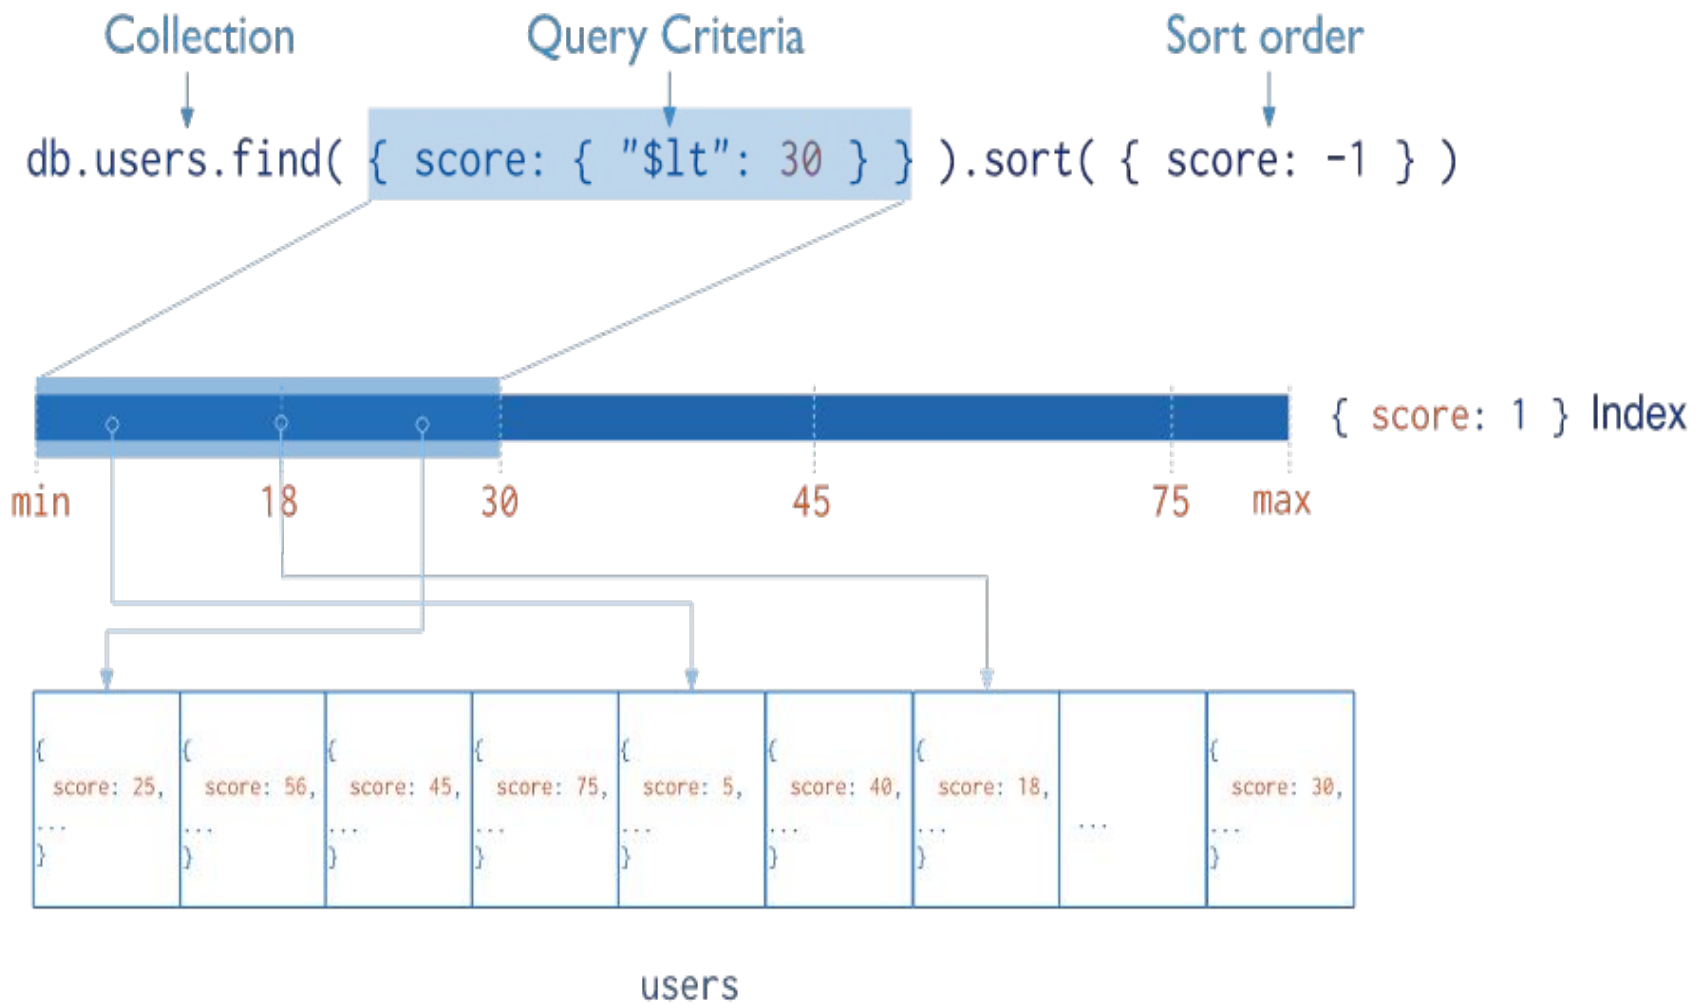 Collection Query Criteria Sort order
db.users.find( { score: { "$lt": 30 } } ).sort( { score: -1 } )
{ score: 1 } Index
min 18 30 45 75 max
{ { { { { { { {
score: 25, score: 56, score: 45, score: 75, score: 5, score: 40, score: 18, score: 30,
... ... ... ... ... ... ... ... ...
} } } } } } } }
users